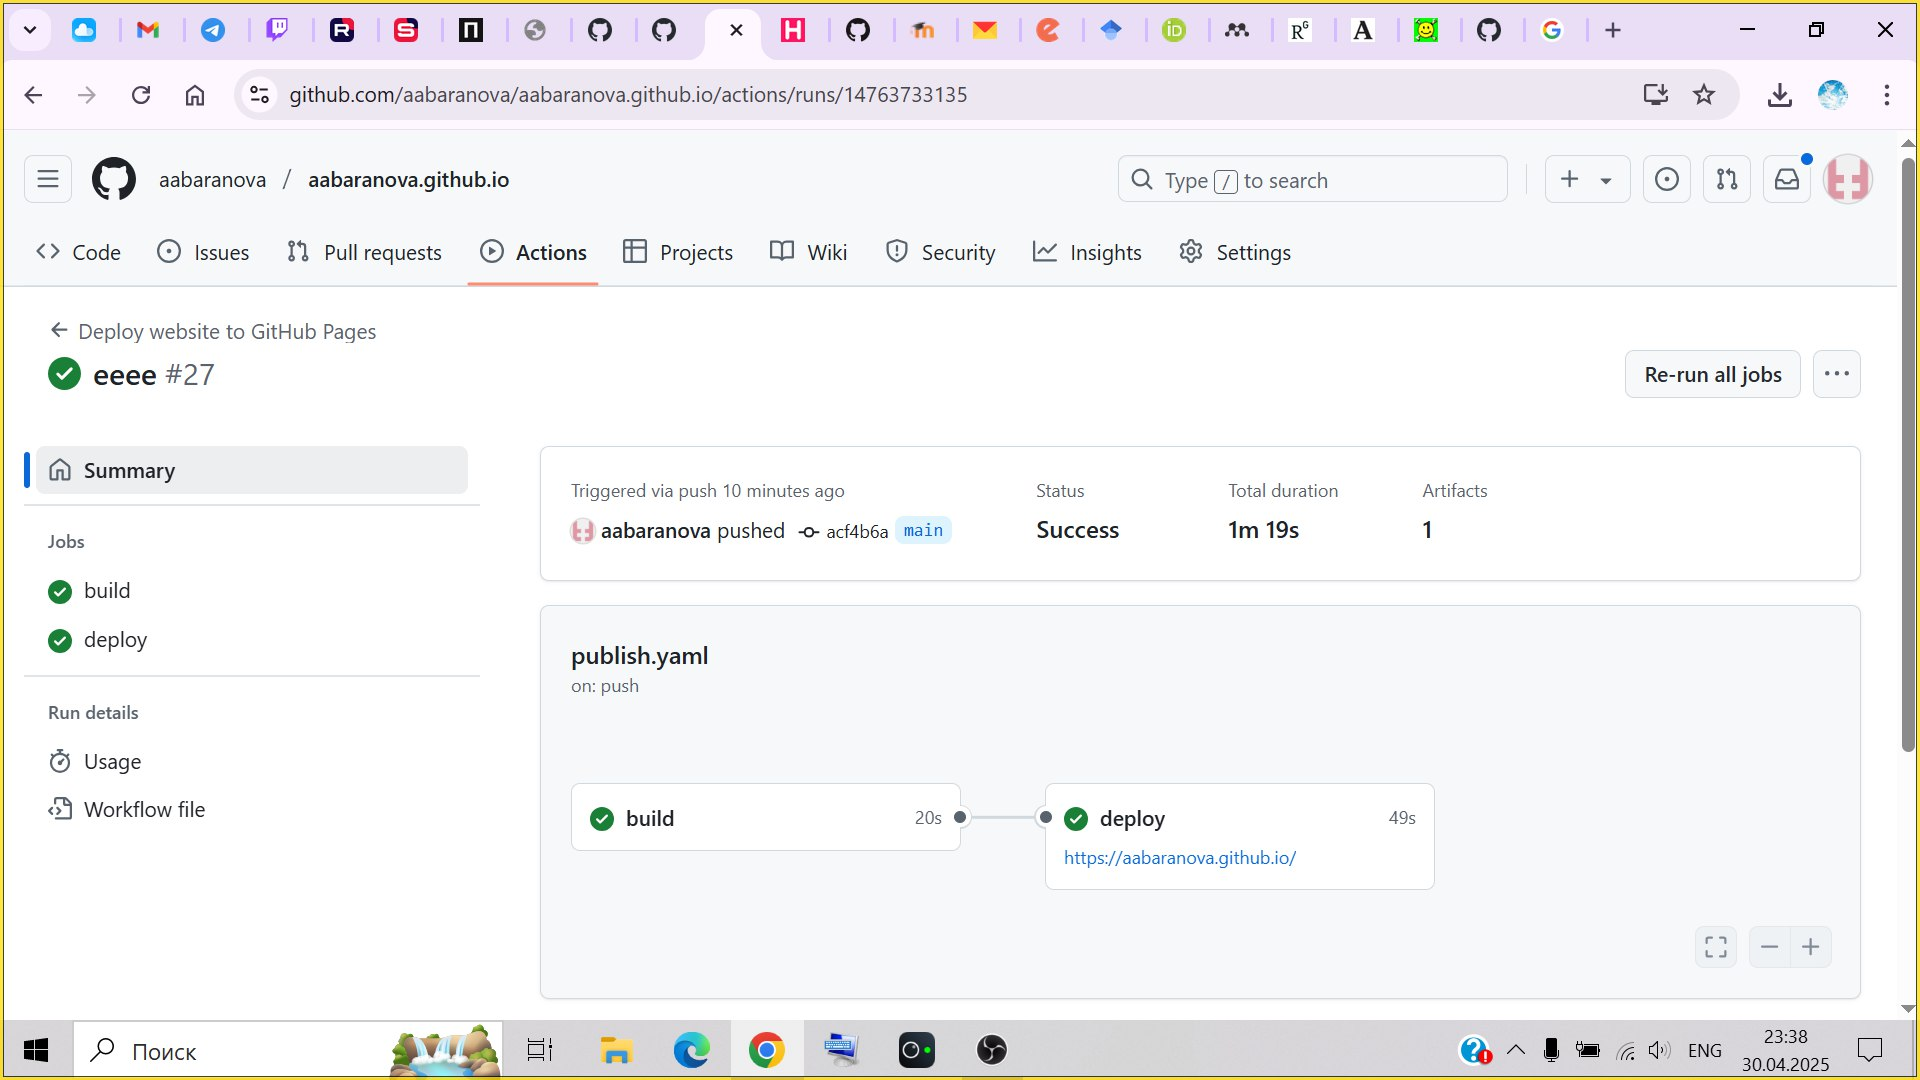 github.com/aabaranova/aabaranova.github.io/actions/runs/14763733135
aabaranova / aabaranova.github.io
Type / to search
Code Issues Pull requests Actions Projects Wiki Security Insights Settings
Deploy website to GitHub Pages
eeee #27
Re-run all jobs
Summary
Jobs
build
deploy
Run details
Usage
Workflow file
Triggered via push 10 minutes ago
aabaranova pushed acf4b6a main
Status
Success
Total duration
1m 19s
Artifacts
1
publish.yaml
on: push
build 20s
deploy 49s
https://aabaranova.github.io/
Поиск
ENG
23:38
30.04.2025